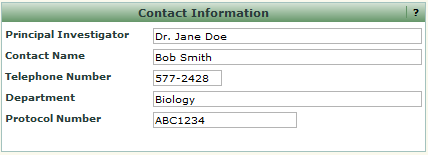 Contact Information ?
Principal Investigator Dr. Jane Doe
Contact Name Bob Smith
Telephone Number 577-2428
Department Biology
Protocol Number ABC1234